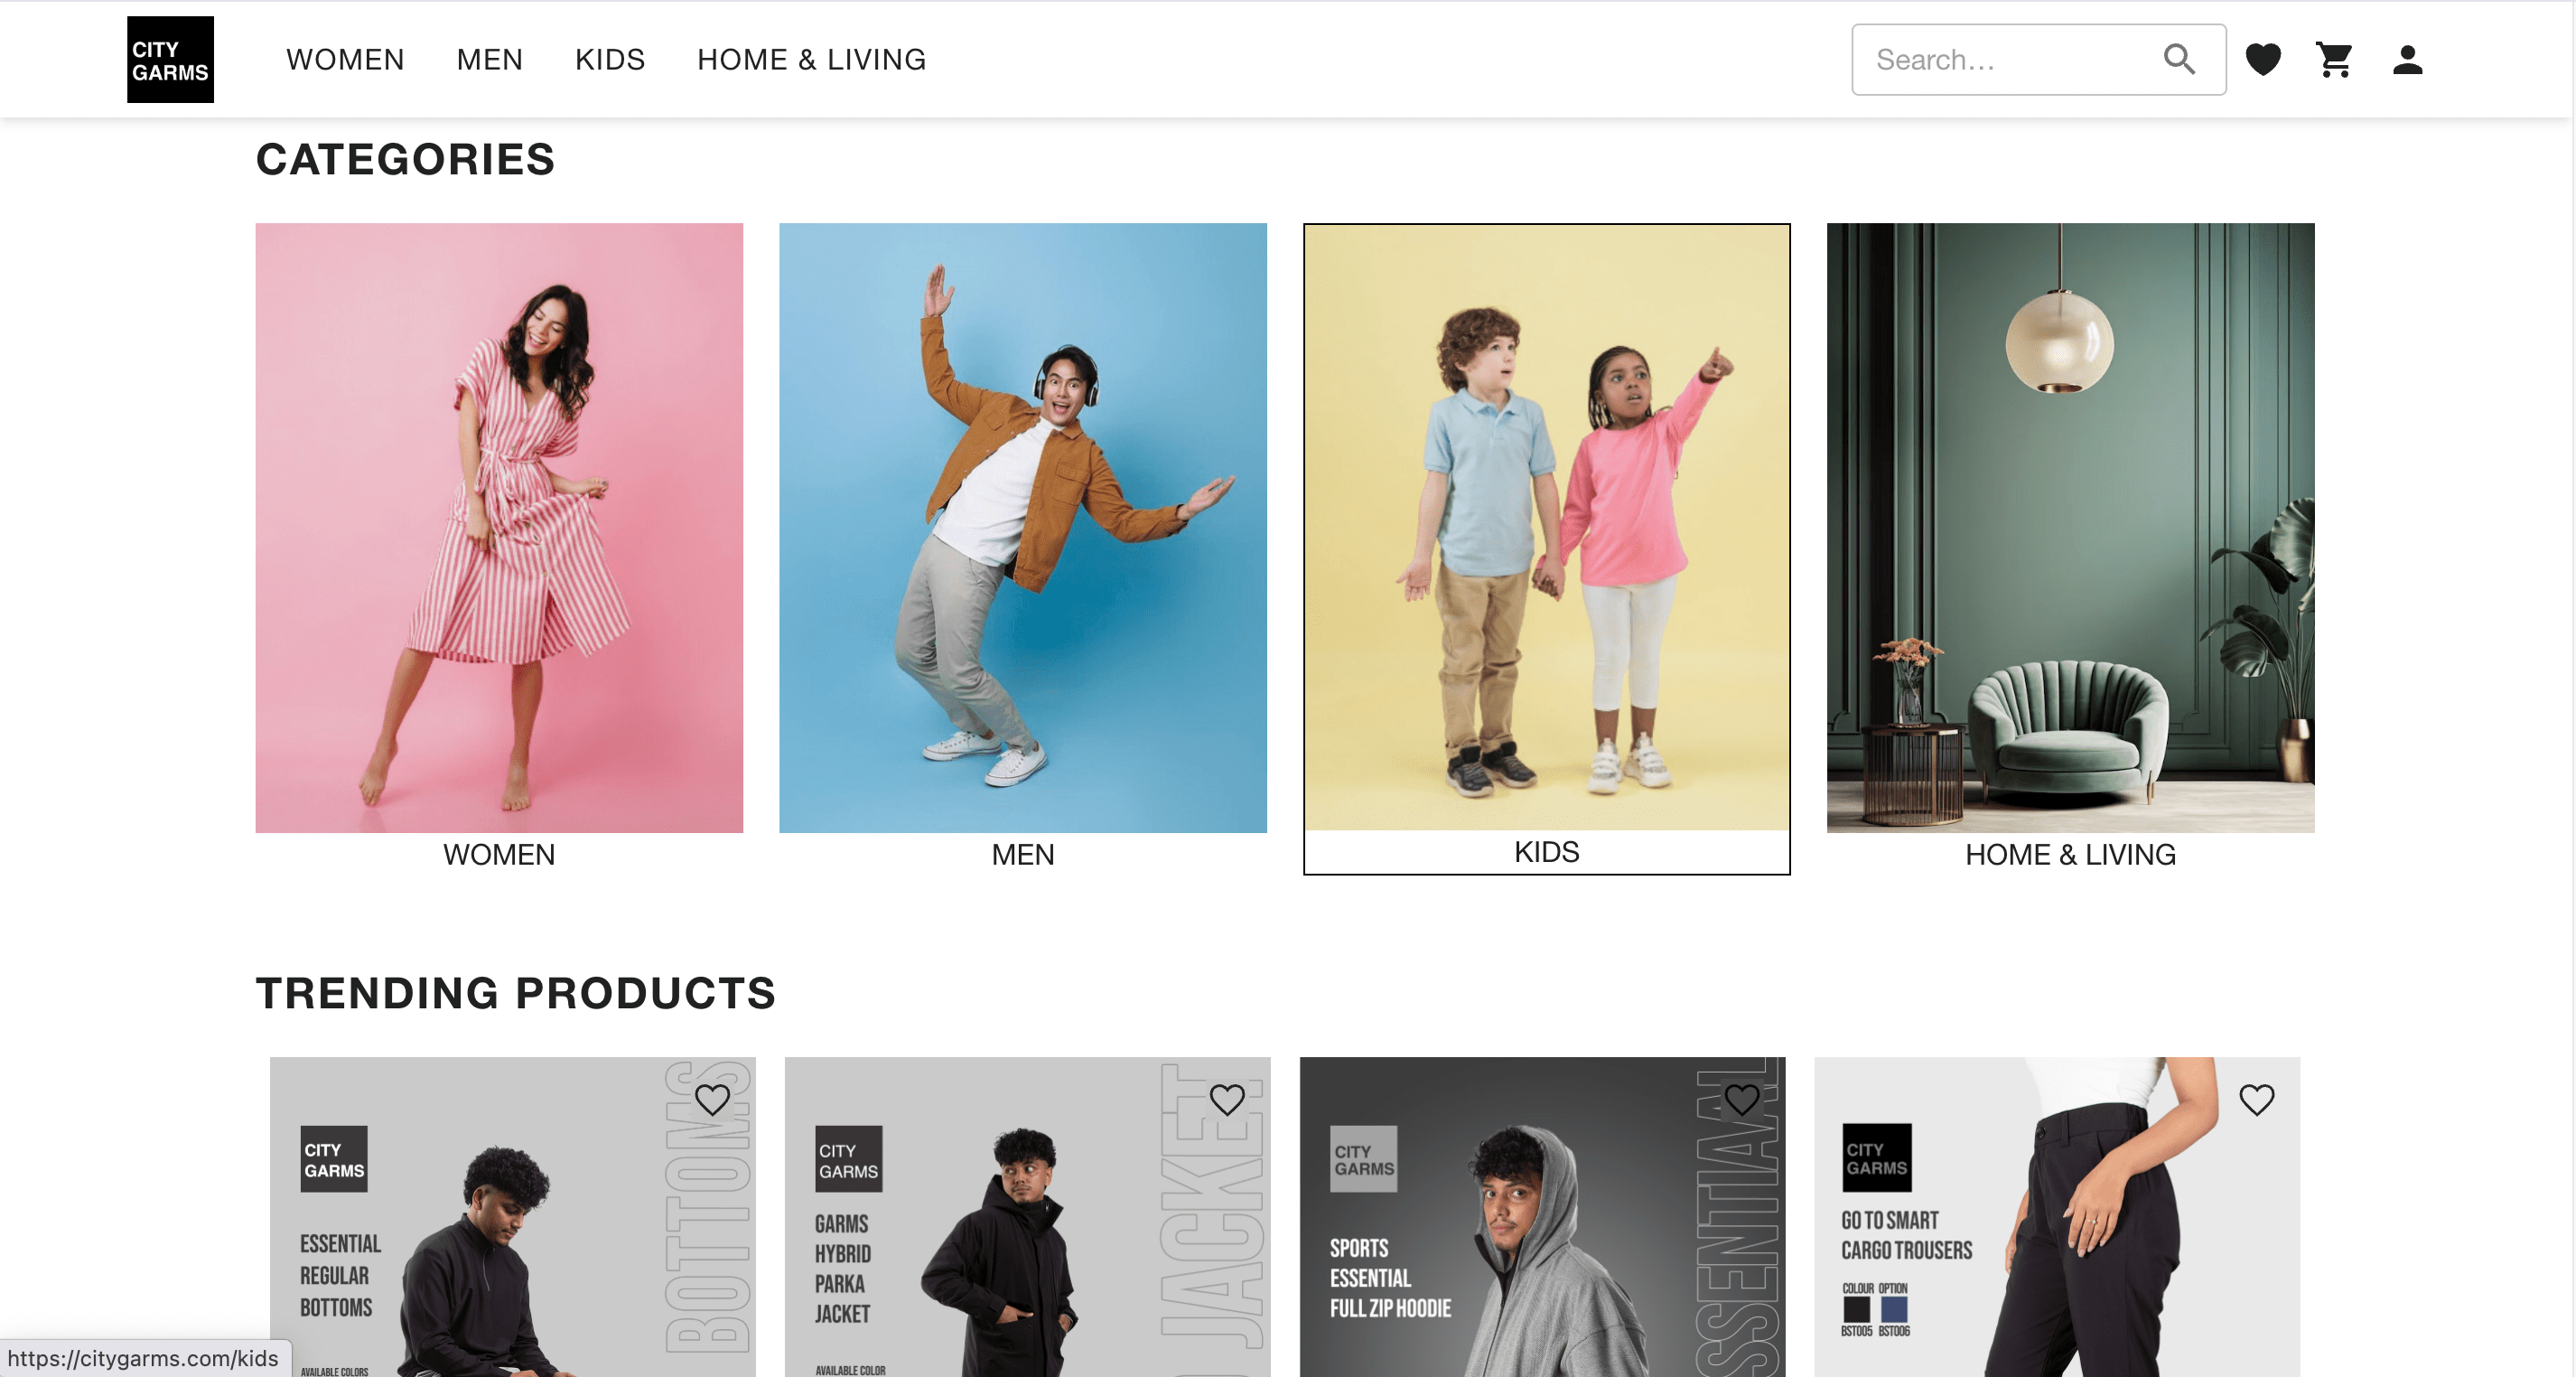 CITY
GARMS
WOMEN
MEN
KIDS
HOME & LIVING
Search...
CATEGORIES
WOMEN
MEN
KIDS
HOME & LIVING
TRENDING PRODUCTS
BOTTOMS
CITY
GARMS
ESSENTIAL
REGULAR
BOTTOMS
AVAILABLE COLORS
JACKET
CITY
GARMS
GARMS
HYBRID
PARKA
JACKET
AVAILABLE COLOR
CITY
GARMS
SPORTS
ESSENTIAL
FULL ZIP HOODIE
CITY
GARMS
GO TO SMART
CARGO TROUSERS
COLOUR OPTION
BST005 BST006
https://citygarms.com/kids